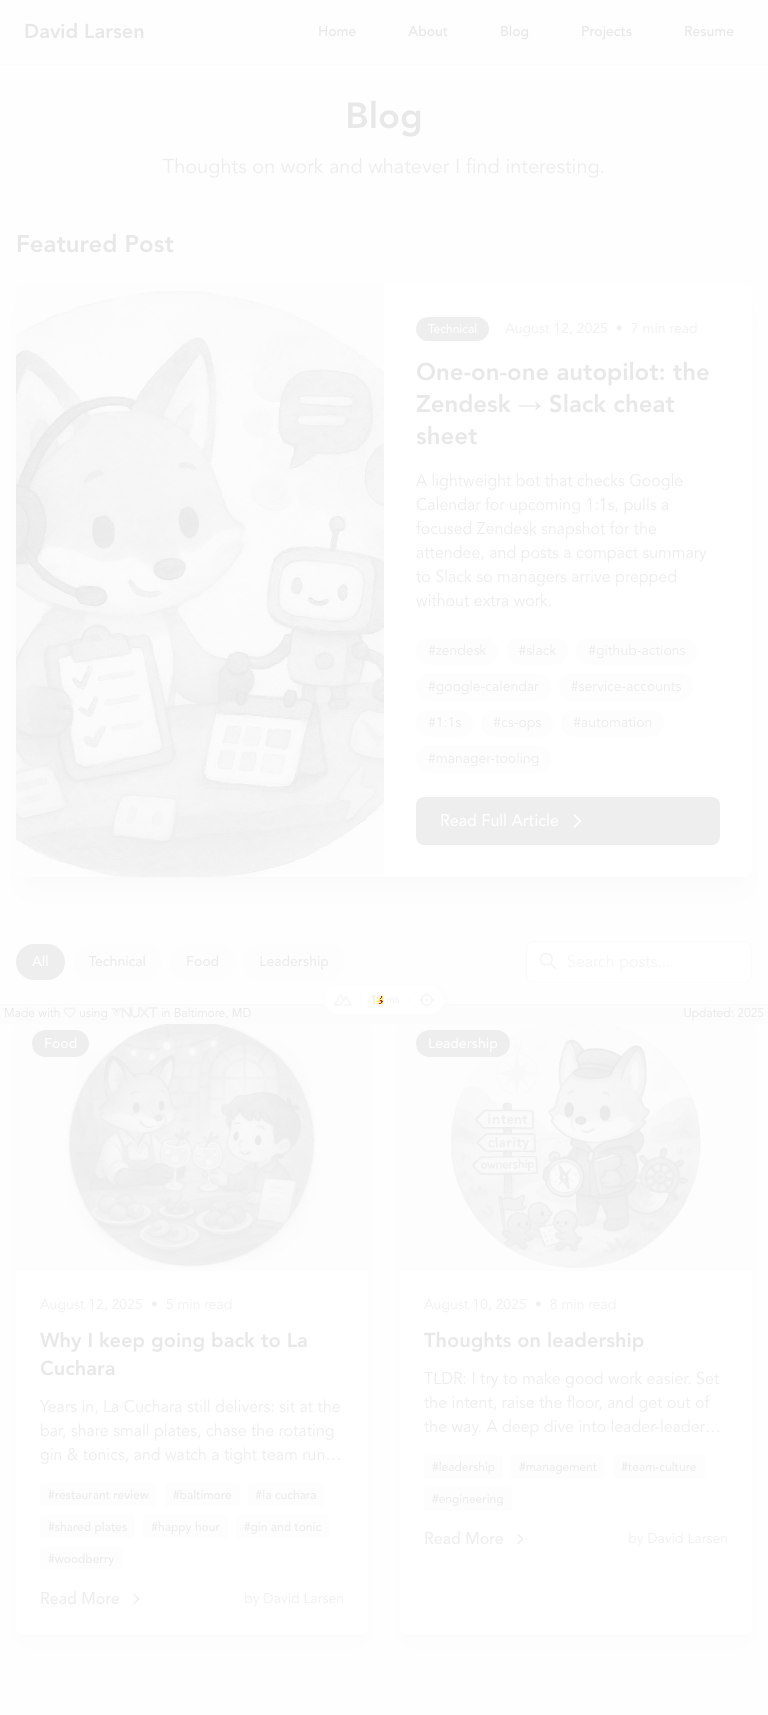 David Larsen
Home
About
Blog
Projects
Resume
Blog
Thoughts on work and whatever I find interesting.
Featured Post
Technical
August 12, 2025 • 7 min read
One-on-one autopilot: the
Zendesk → Slack cheat
sheet
A lightweight bot that checks Google
Calendar for upcoming 1:1s, pulls a
focused Zendesk snapshot for the
attendee, and posts a compact summary
to Slack so managers arrive prepped
without extra work.
#zendesk #slack #github-actions
#google-calendar #service-accounts
#1:1s #cs-ops #automation
#manager-tooling
Read Full Article
All
Technical
Food
Leadership
Search posts...
Made with ♡ using NUXT in Baltimore, MD
Updated: 2025
Food
August 12, 2025 • 5 min read
Why I keep going back to La
Cuchara
Years in, La Cuchara still delivers: sit at the
bar, share small plates, chase the rotating
gin & tonics, and watch a tight team run...
#restaurant review #baltimore #la cuchara
#shared plates #happy hour #gin and tonic
#woodberry
Read More
by David Larsen
Leadership
intent
clarity
ownership
August 10, 2025 • 8 min read
Thoughts on leadership
TLDR: I try to make good work easier. Set
the intent, raise the floor, and get out of
the way. A deep dive into leader-leader...
#leadership #management #team-culture
#engineering
Read More
by David Larsen